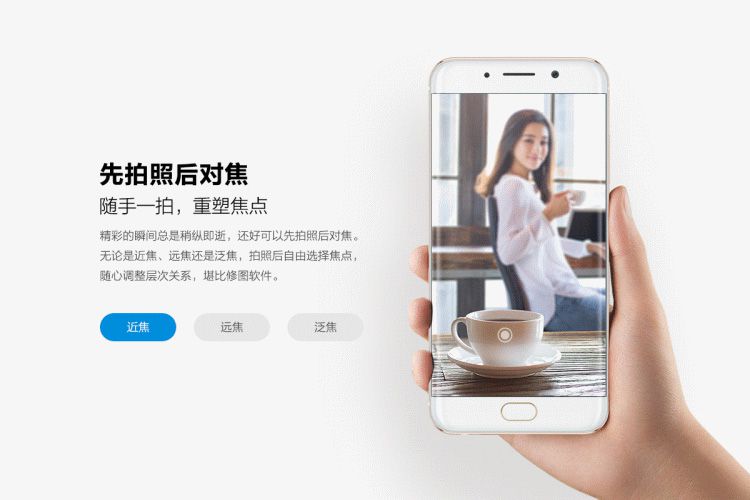 先拍照后对焦
随手一拍，重塑焦点
精彩的瞬间总是稍纵即逝，还好可以先拍照后对焦。
无论是近焦、远焦还是泛焦，拍照后自由选择焦点，
随心调整层次关系，堪比修图软件。
近焦 远焦 泛焦